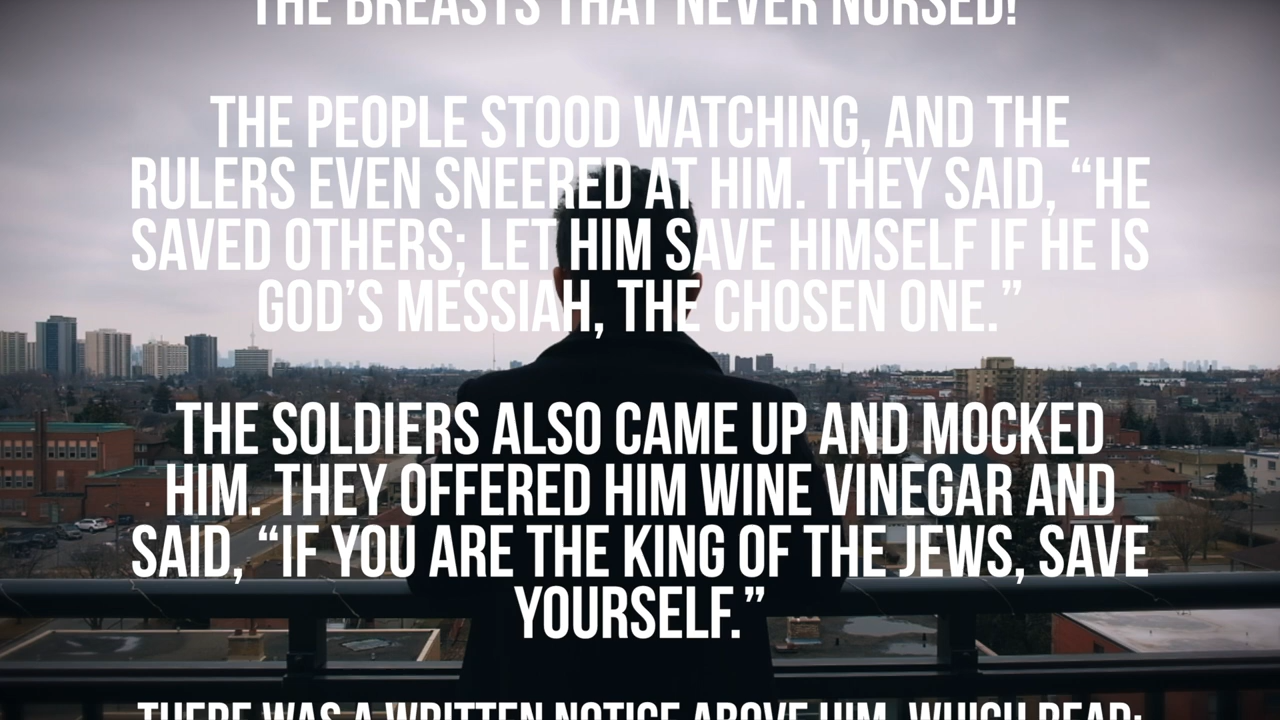 THE BREASTS THAT NEVER NURSED!
THE PEOPLE STOOD WATCHING, AND THE
RULERS EVEN SNEERED AT HIM. THEY SAID, “HE
SAVED OTHERS; LET HIM SAVE HIMSELF IF HE IS
GOD’S MESSIAH, THE CHOSEN ONE.”
THE SOLDIERS ALSO CAME UP AND MOCKED
HIM. THEY OFFERED HIM WINE VINEGAR AND
SAID, “IF YOU ARE THE KING OF THE JEWS, SAVE
YOURSELF.”
THERE WAS A WRITTEN NOTICE ABOVE HIM, WHICH READ: